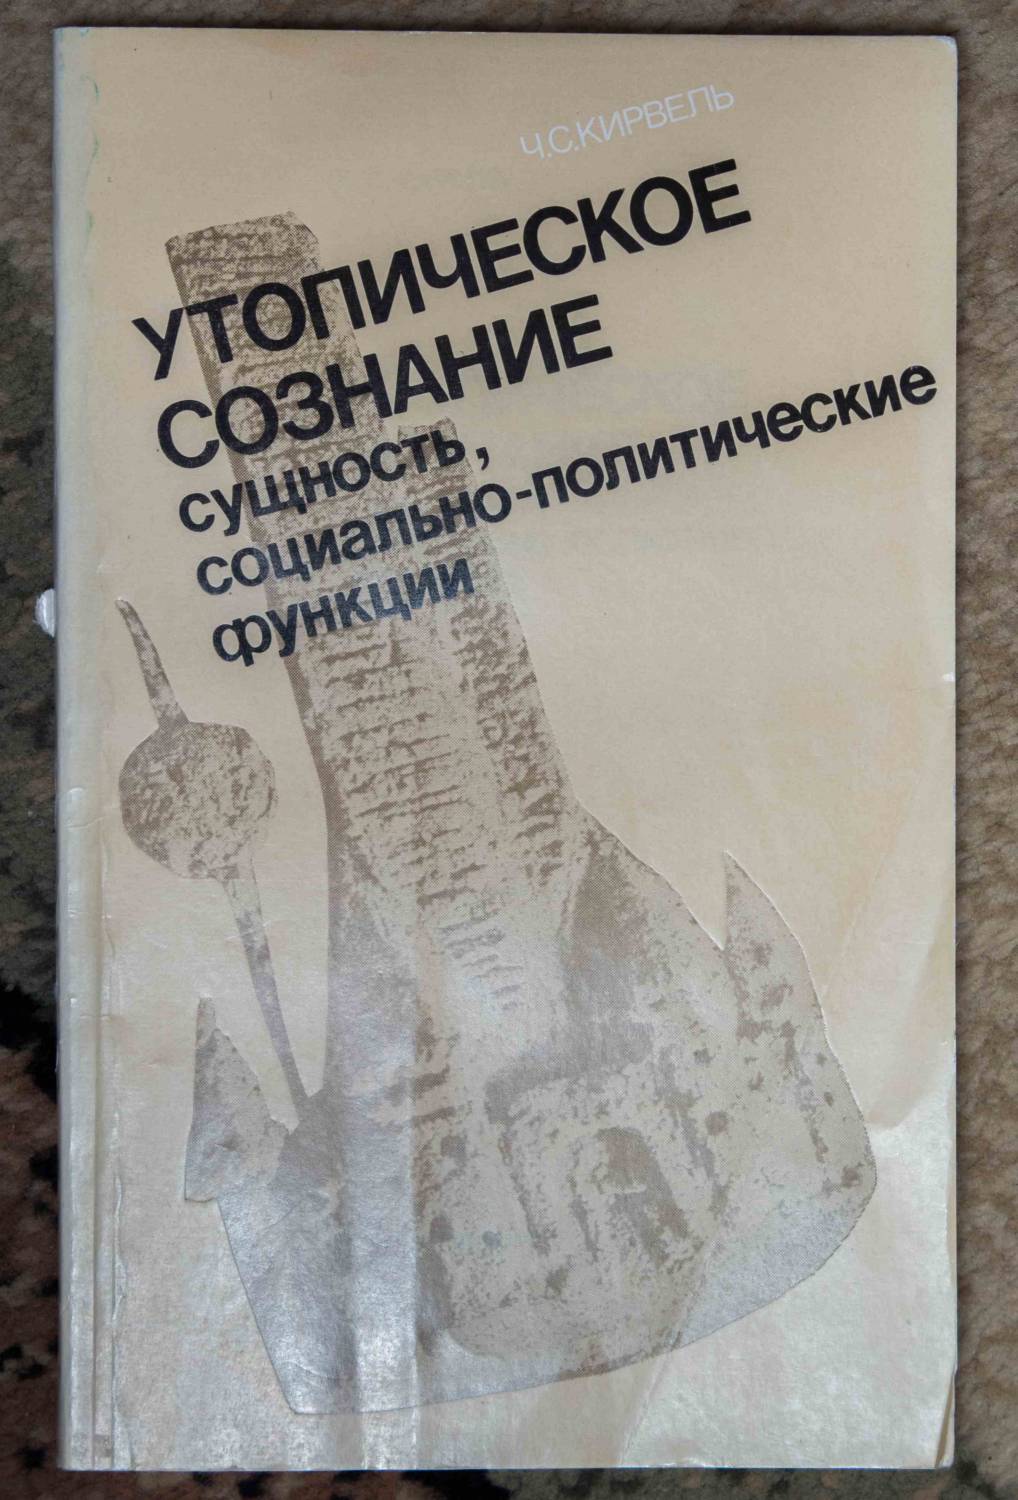 Ч.С.КИРВЕЛЬ
УТОПИЧЕСКОЕ
СОЗНАНИЕ
сущность,
социально-политические
функции